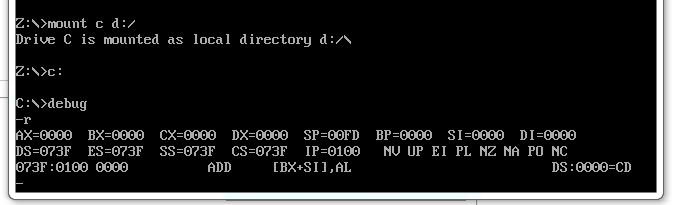 Z:\>mount c d:/
Drive C is mounted as local directory d:/\
Z:\>c:
C:\>debug
-r
AX=0000  BX=0000  CX=0000  DX=0000  SP=00FD  BP=0000  SI=0000  DI=0000
DS=073F  ES=073F  SS=073F  CS=073F  IP=0100   NV UP EI PL NZ NA PO NC
073F:0100 0000          ADD     [BX+SI],AL                         DS:0000=CD
-